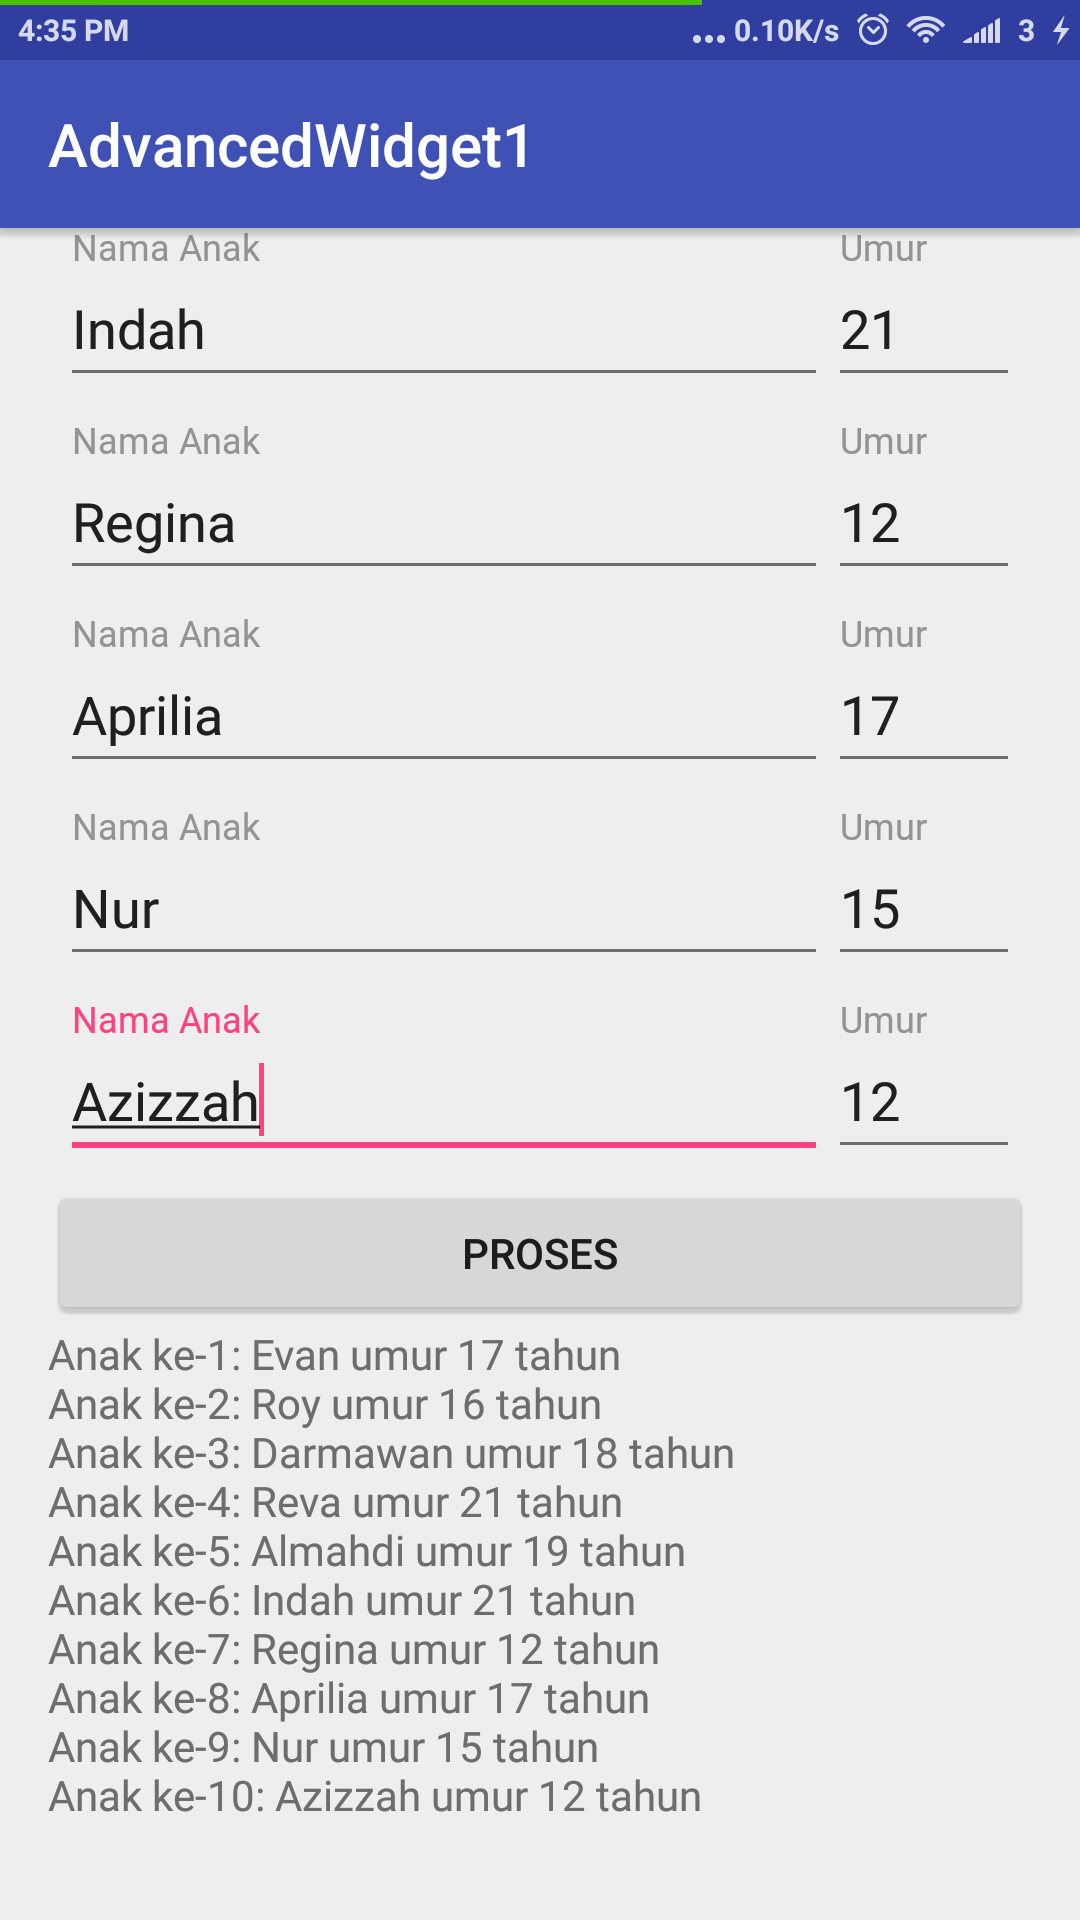 4:35 PM ... 0.10K/s 3
AdvancedWidget1
Nama Anak Umur
Indah 21
Nama Anak Umur
Regina 12
Nama Anak Umur
Aprilia 17
Nama Anak Umur
Nur 15
Nama Anak Umur
Azizzah 12
PROSES
Anak ke-1: Evan umur 17 tahun
Anak ke-2: Roy umur 16 tahun
Anak ke-3: Darmawan umur 18 tahun
Anak ke-4: Reva umur 21 tahun
Anak ke-5: Almahdi umur 19 tahun
Anak ke-6: Indah umur 21 tahun
Anak ke-7: Regina umur 12 tahun
Anak ke-8: Aprilia umur 17 tahun
Anak ke-9: Nur umur 15 tahun
Anak ke-10: Azizzah umur 12 tahun